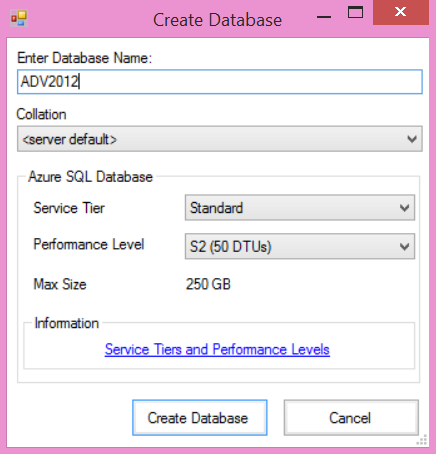 Create Database
Enter Database Name:
ADV2012
Collation
<server default>
Azure SQL Database
Service Tier Standard
Performance Level S2 (50 DTUs)
Max Size 250 GB
Information
Service Tiers and Performance Levels
Create Database Cancel